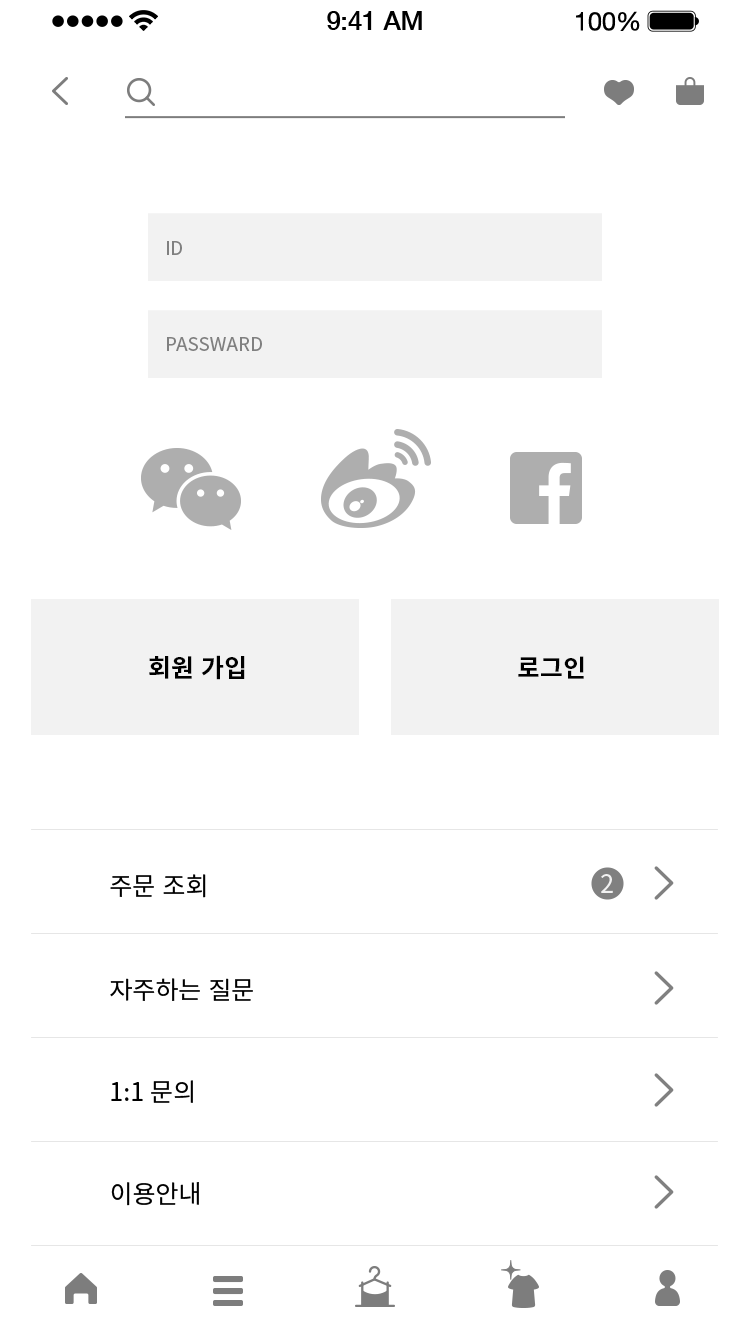 9:41 AM
100%
ID
PASSWARD
회원 가입
로그인
주문 조회
2
자주하는 질문
1:1 문의
이용안내